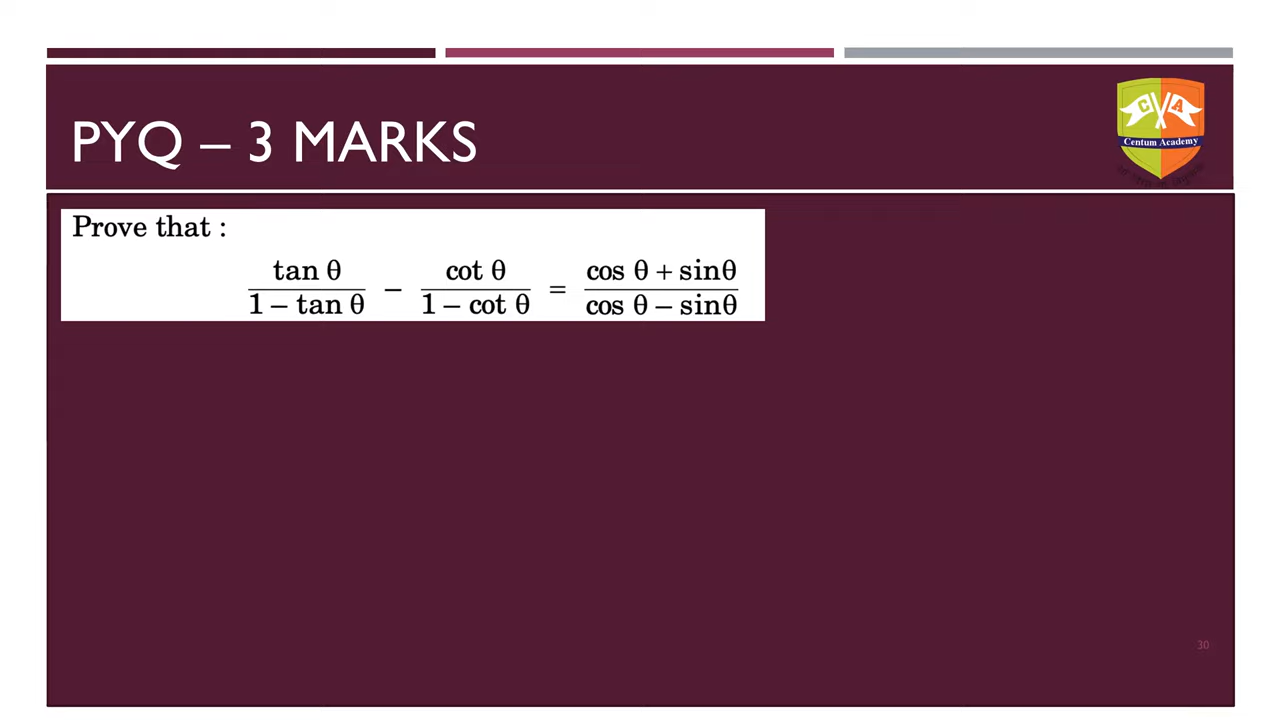 PYQ – 3 MARKS
C A
Centum Academy
Prove that :
tan θ / 1 – tan θ – cot θ / 1 – cot θ = cos θ + sinθ / cos θ – sinθ
30